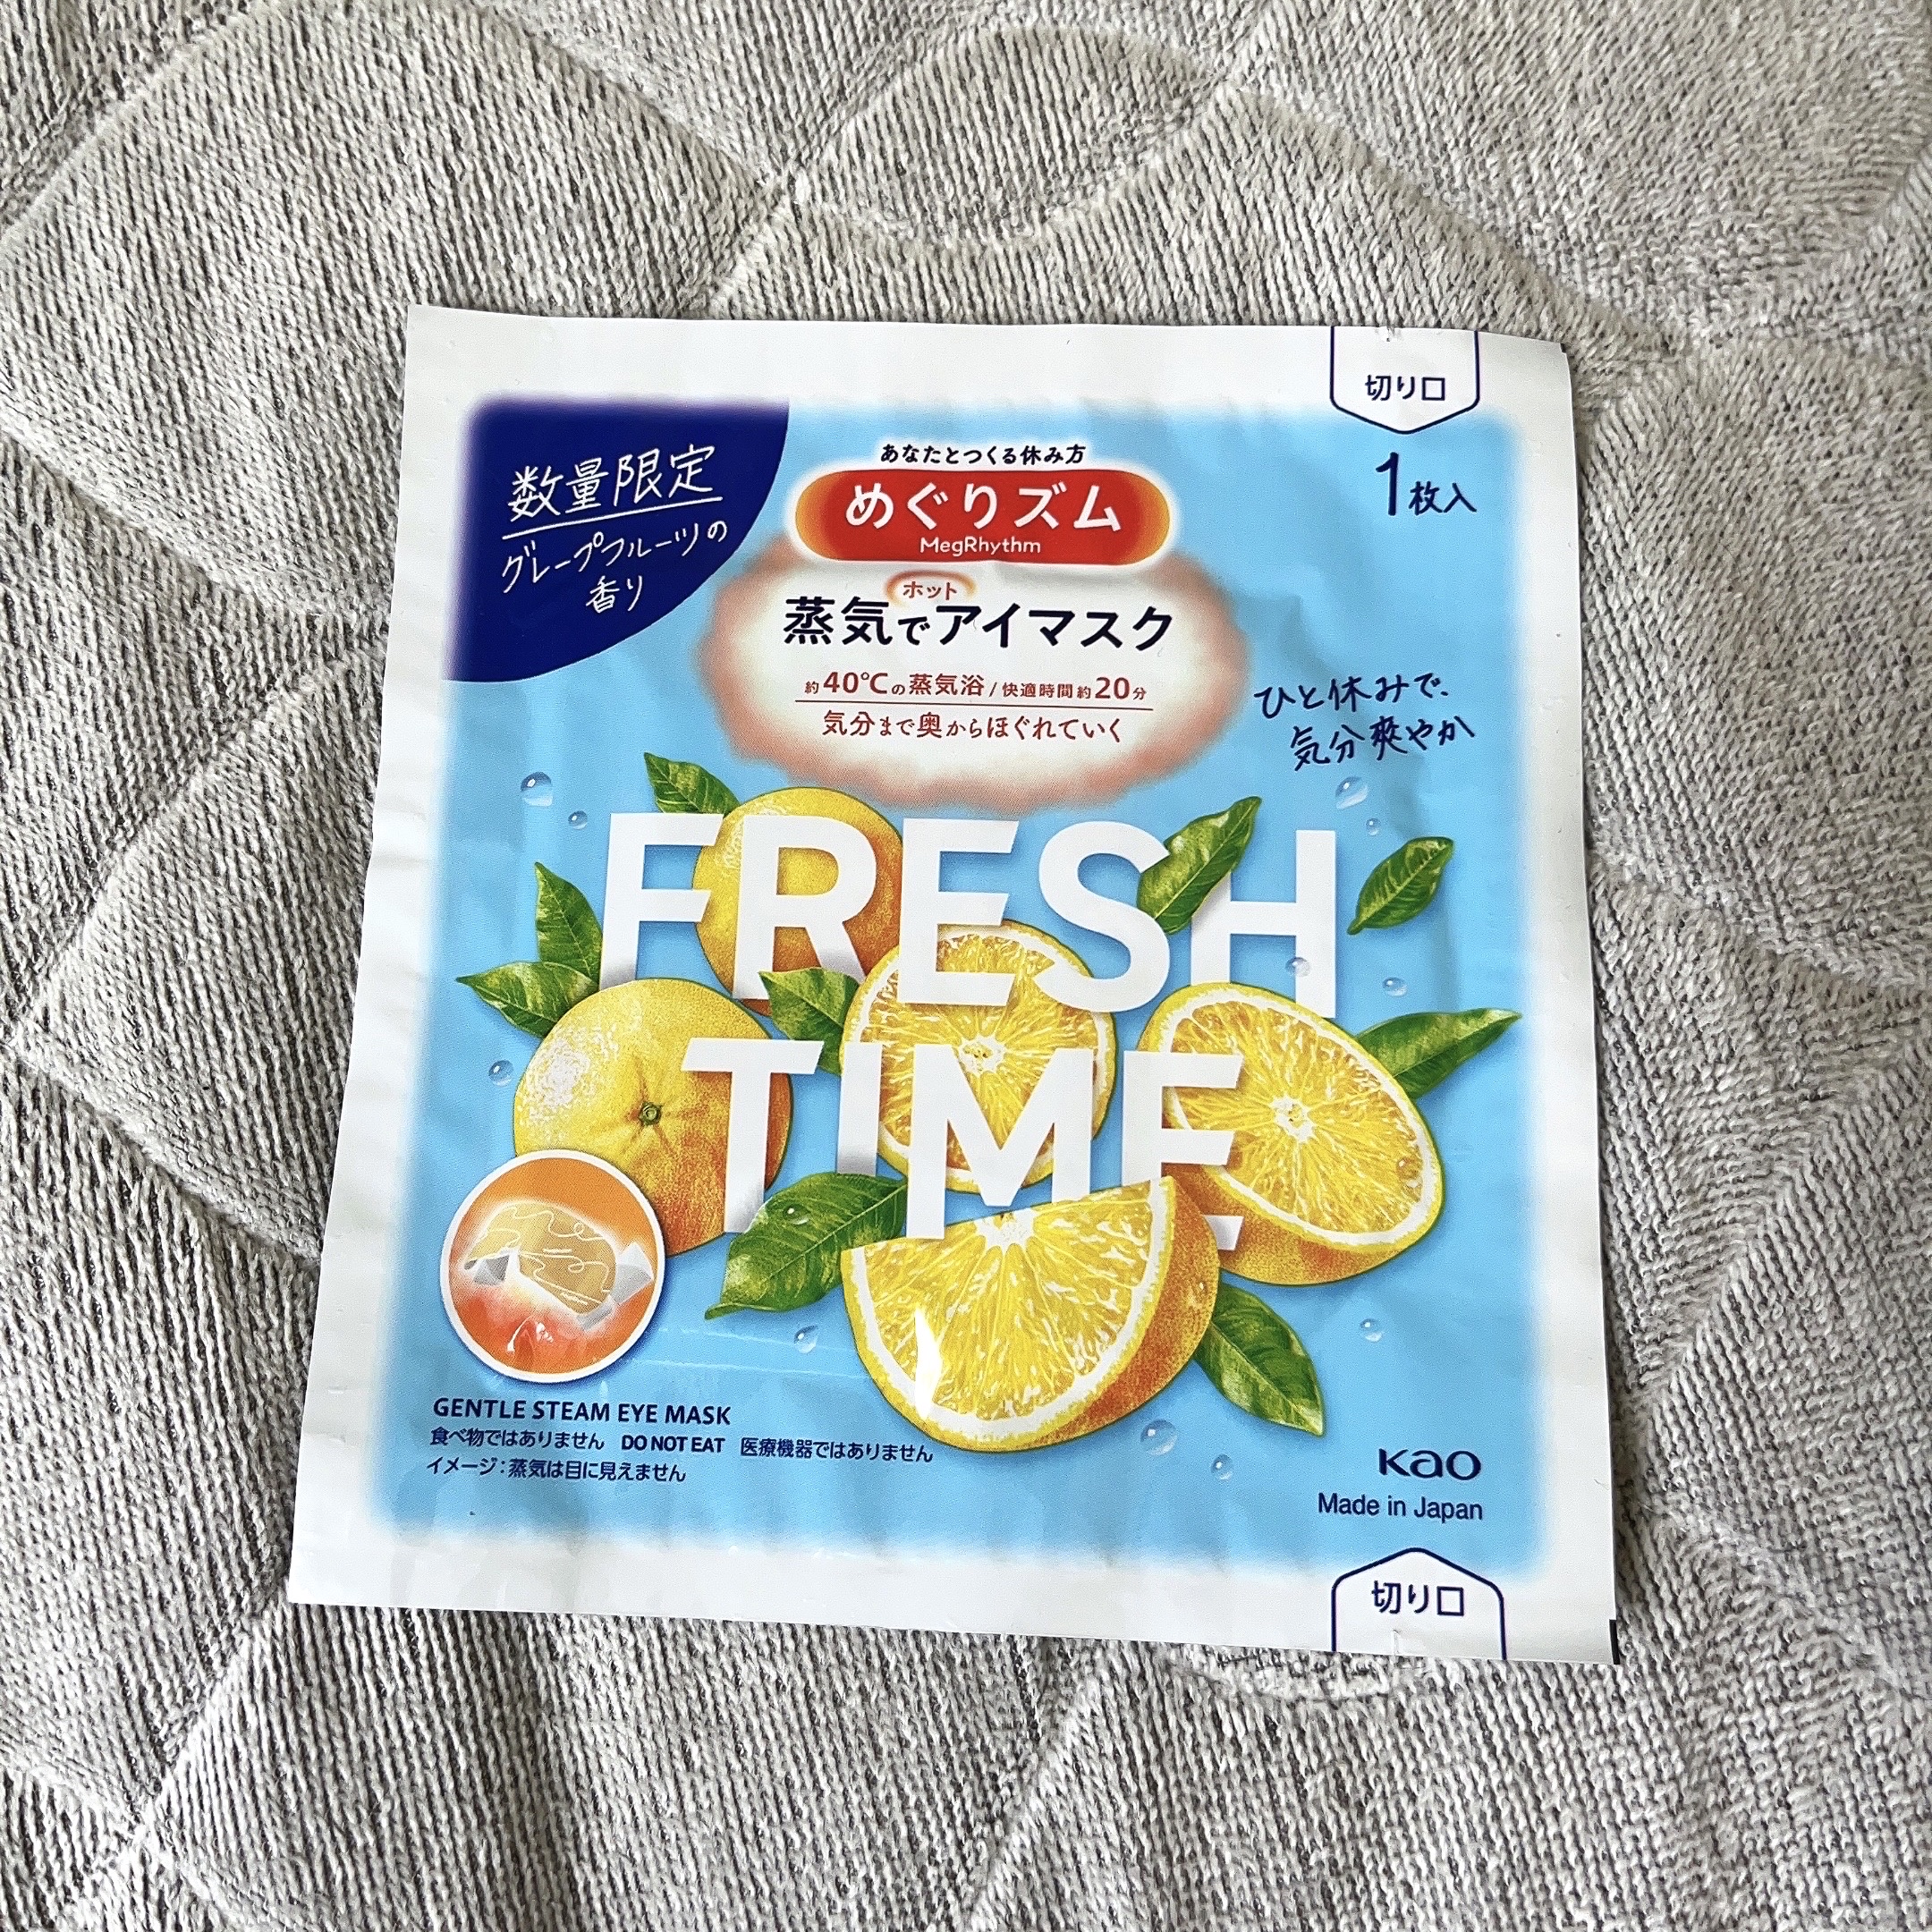 切り口
数量限定
グレープフルーツの
香り
あなたとつくる休み方
めぐりズム
MegRhythm
1枚入
ホット
蒸気でアイマスク
約40℃の蒸気浴/快適時間約20分
気分まで奥からほぐれていく
ひと休みで、
気分爽やか
FRESH
TIME
GENTLE STEAM EYE MASK
食べ物ではありません DO NOT EAT 医療機器ではありません
イメージ:蒸気は目に見えません
Kao
Made in Japan
切り口